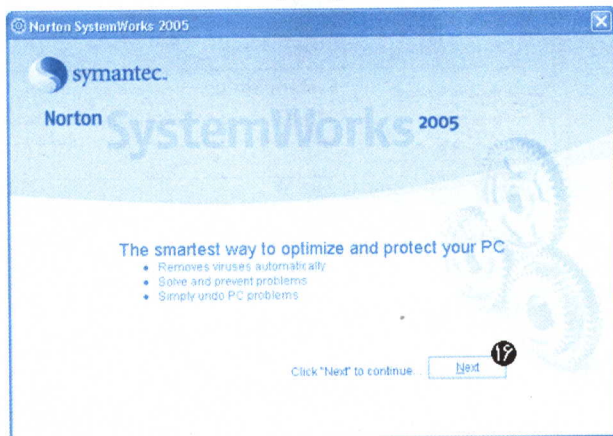 Norton SystemWorks 2005
symantec.
Norton SystemWorks 2005
The smartest way to optimize and protect your PC
• Removes viruses automatically
• Solve and prevent problems
• Simply undo PC problems
Click "Next" to continue... Next ۱۶